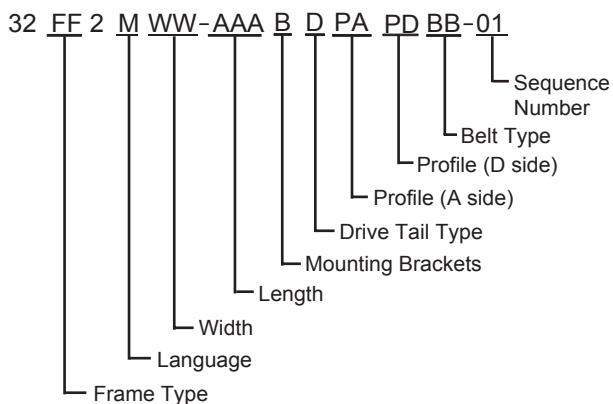 32 FF 2 M WW-AAA B D PA PD BB-01
Sequence
Number
Belt Type
Profile (D side)
Profile (A side)
Drive Tail Type
Mounting Brackets
Length
Width
Language
Frame Type